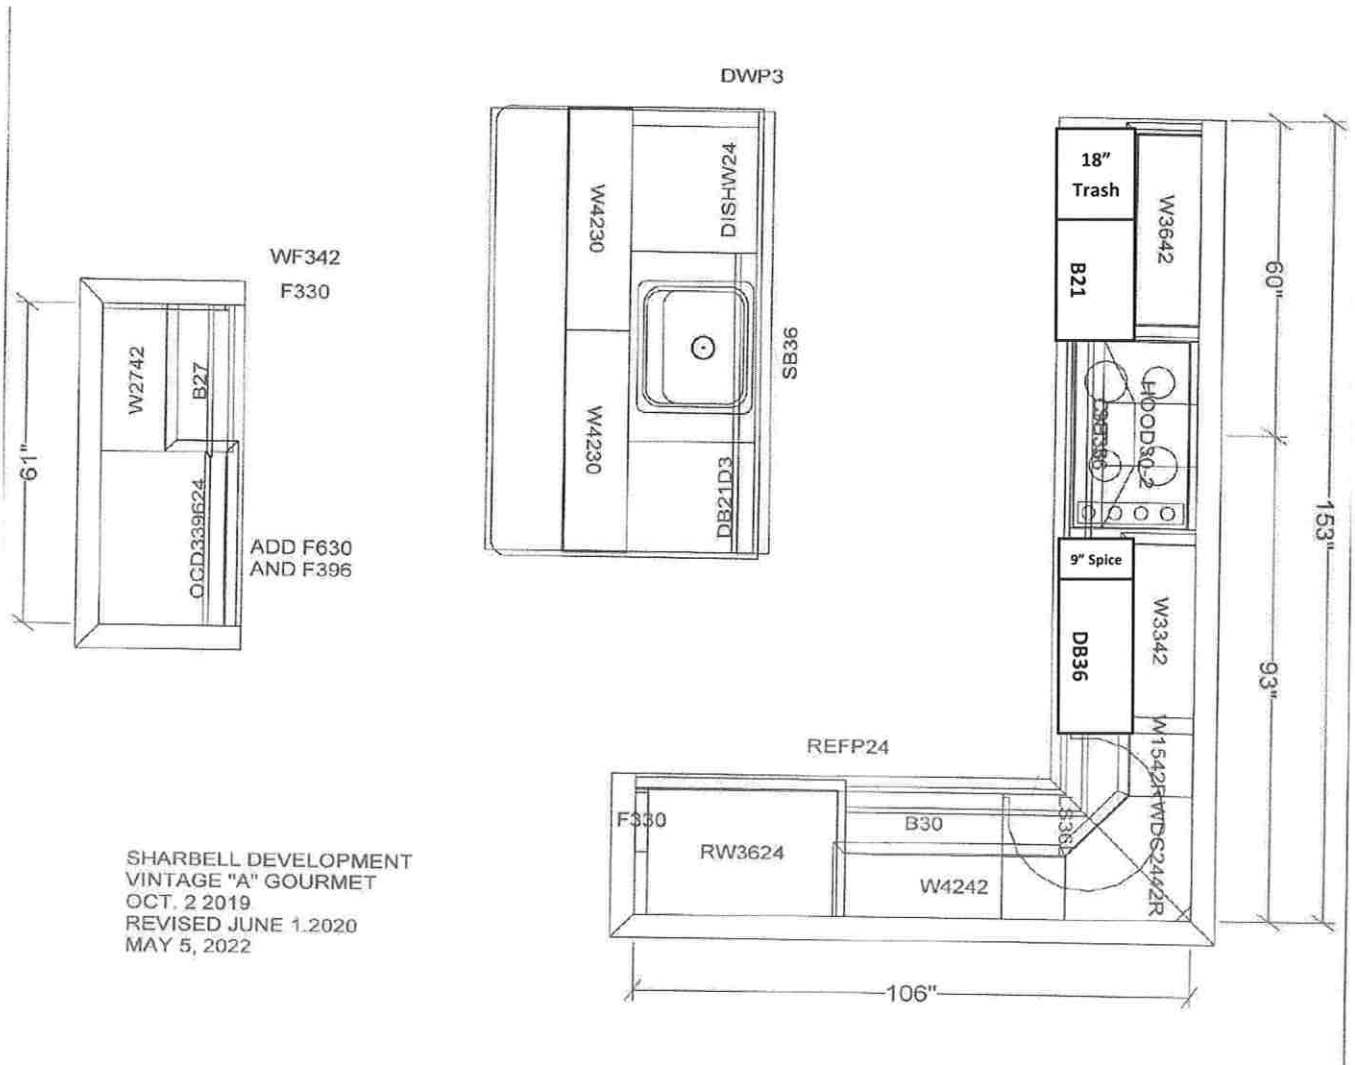 DWP3
18”
Trash
W3642
B21
60"
W4230
DISHW24
WF342
F330
W2742
B27
61"
SB36
W4230
DB21D3
HOOD30-2
153"
OCD339624
ADD F630
AND F396
9” Spice
W3342
DB36
93"
REFP24
W1542R
WDC2442R
F330
RW3624
B30
W4242
SHARBELL DEVELOPMENT
VINTAGE "A" GOURMET
OCT. 2 2019
REVISED JUNE 1.2020
MAY 5, 2022
106"